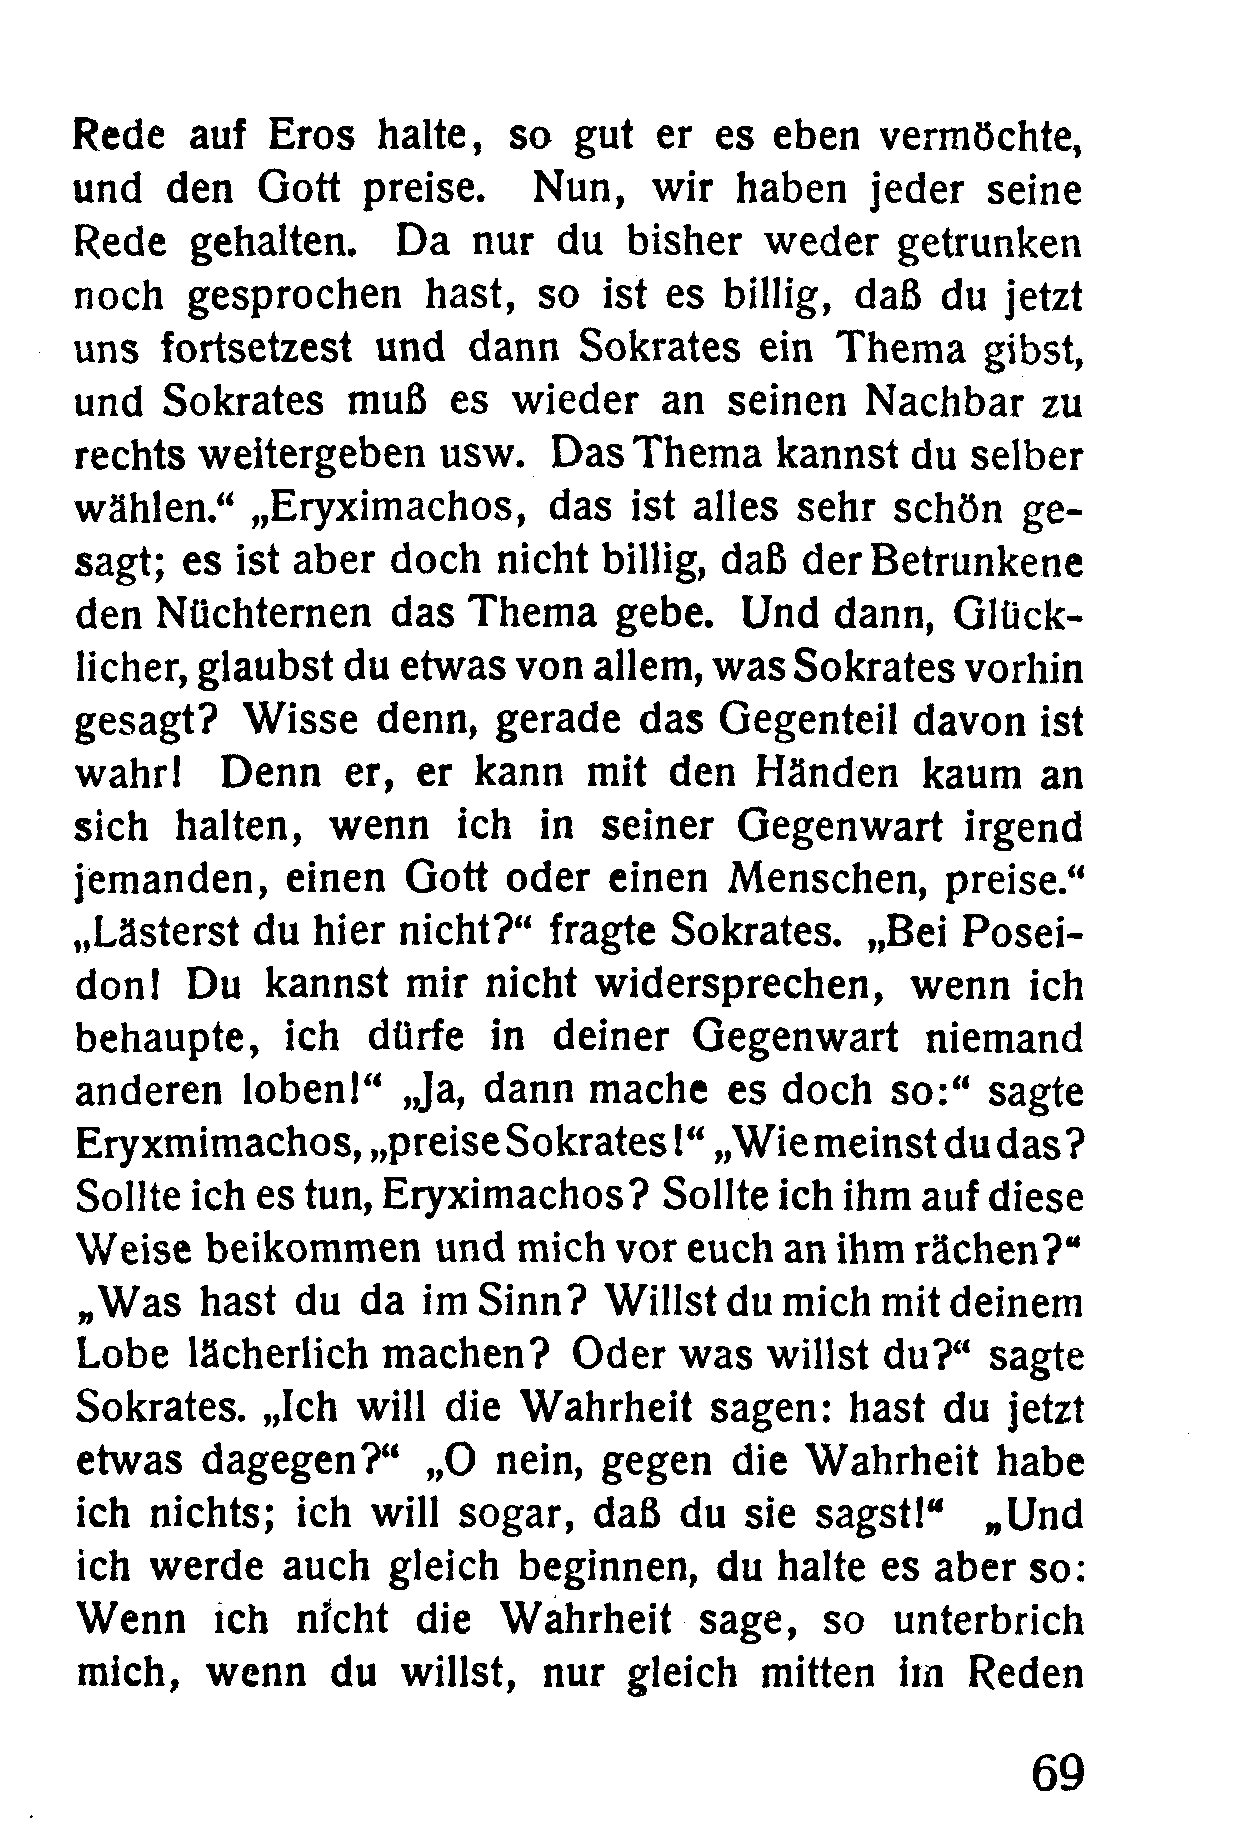 Rede auf Eros halte, so gut er es eben vermöchte,
und den Gott preise. Nun, wir haben jeder seine
Rede gehalten. Da nur du bisher weder getrunken
noch gesprochen hast, so ist es billig, daß du jetzt
uns fortsetzest und dann Sokrates ein Thema gibst,
und Sokrates muß es wieder an seinen Nachbar zu
rechts weitergeben usw. Das Thema kannst du selber
wählen.“ „Eryximachos, das ist alles sehr schön ge-
sagt; es ist aber doch nicht billig, daß der Betrunkene
den Nüchternen das Thema gebe. Und dann, Glück-
licher, glaubst du etwas von allem, was Sokrates vorhin
gesagt? Wisse denn, gerade das Gegenteil davon ist
wahr! Denn er, er kann mit den Händen kaum an
sich halten, wenn ich in seiner Gegenwart irgend
jemanden, einen Gott oder einen Menschen, preise.“
„Lästerst du hier nicht?“ fragte Sokrates. „Bei Posei-
don! Du kannst mir nicht widersprechen, wenn ich
behaupte, ich dürfe in deiner Gegenwart niemand
anderen loben!“ „Ja, dann mache es doch so:“ sagte
Eryxmimachos, „preise Sokrates!“ „Wie meinst du das?
Sollte ich es tun, Eryximachos? Sollte ich ihm auf diese
Weise beikommen und mich vor euch an ihm rächen?“
„Was hast du da im Sinn? Willst du mich mit deinem
Lobe lächerlich machen? Oder was willst du?“ sagte
Sokrates. „Ich will die Wahrheit sagen: hast du jetzt
etwas dagegen?“ „O nein, gegen die Wahrheit habe
ich nichts; ich will sogar, daß du sie sagst!“ „Und
ich werde auch gleich beginnen, du halte es aber so:
Wenn ich nicht die Wahrheit sage, so unterbrich
mich, wenn du willst, nur gleich mitten im Reden
69